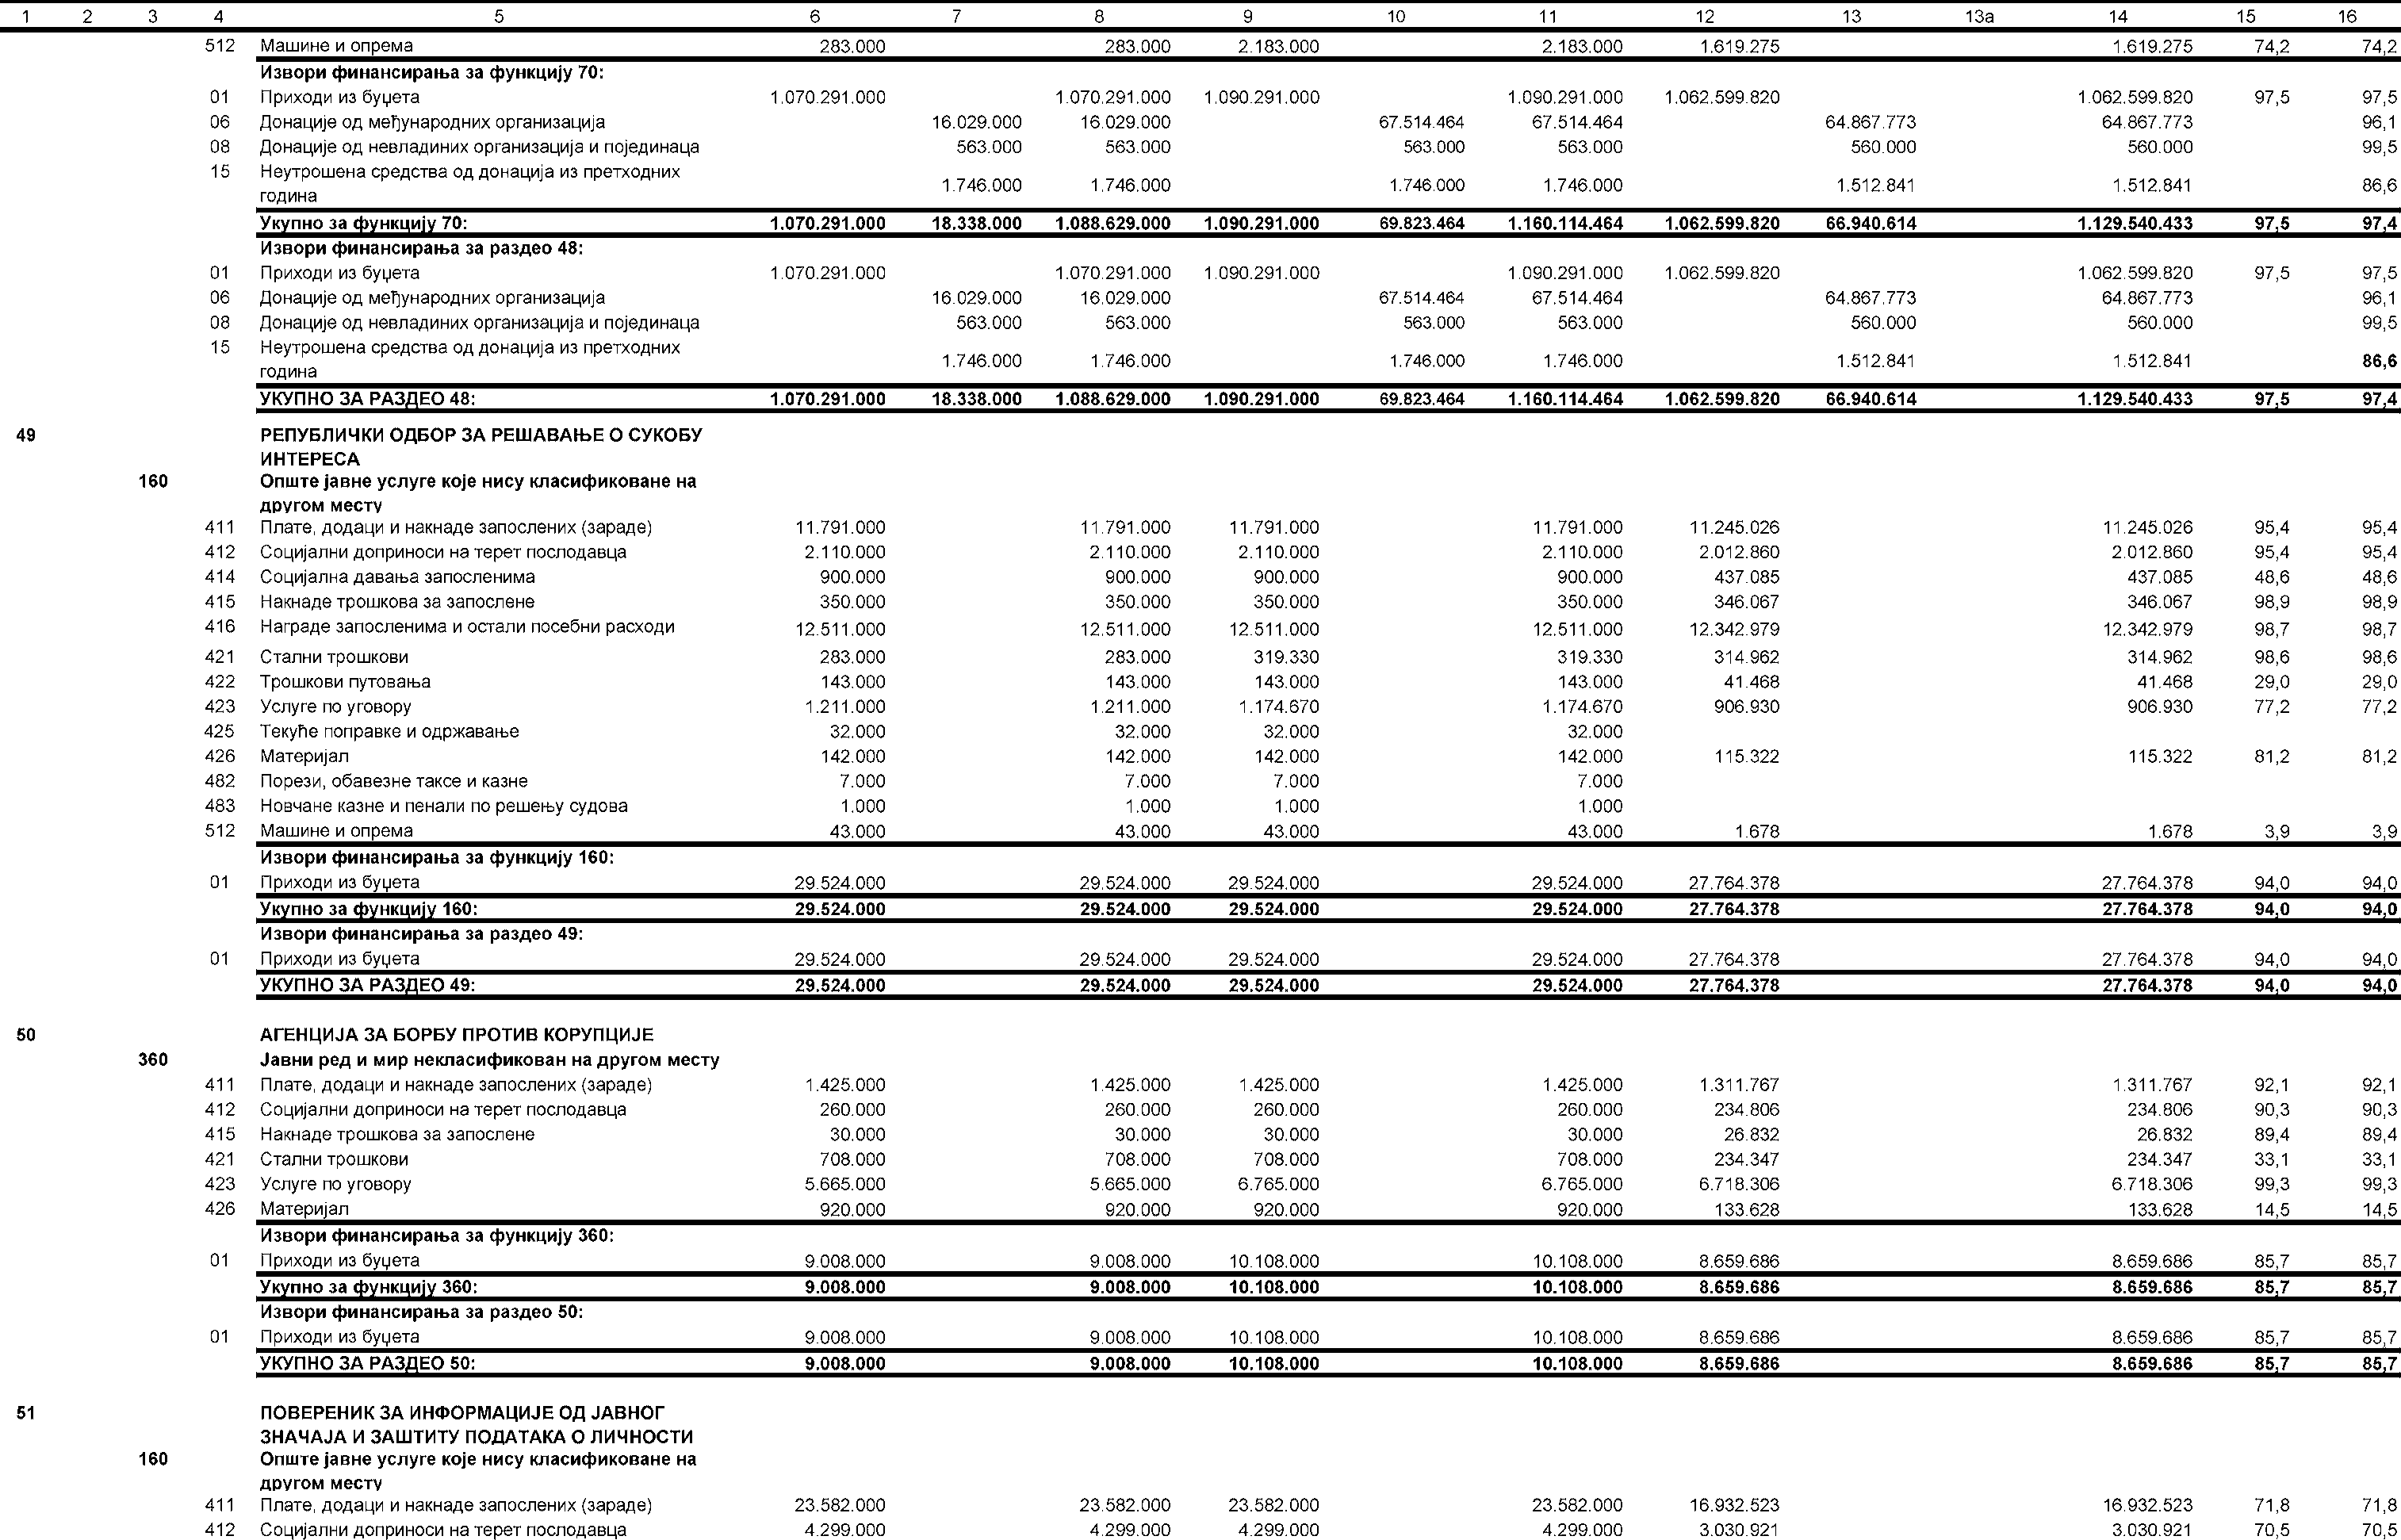 1 2 3 4 5 6 7 8 9 10 11 12 13 13a 14 15 16
512 Машине и опрема 283.000 283.000 2.183.000 2.183.000 1.619.275 1.619.275 74,2 74,2
Извори финансирања за функцију 70:
01 Приходи из буџета 1.070.291.000 1.070.291.000 1.090.291.000 1.090.291.000 1.062.599.820 1.062.599.820 97,5 97,5
06 Донације од међународних организација 16.029.000 16.029.000 67.514.464 67.514.464 64.867.773 64.867.773 96,1
08 Донације од невладиних организација и појединаца 563.000 563.000 563.000 563.000 560.000 560.000 99,5
15 Неутрошена средства од донација из претходних
година 1.746.000 1.746.000 1.746.000 1.746.000 1.512.841 1.512.841 86,6
Укупно за функцију 70: 1.070.291.000 18.338.000 1.088.629.000 1.090.291.000 69.823.464 1.160.114.464 1.062.599.820 66.940.614 1.129.540.433 97,5 97,4
Извори финансирања за раздео 48:
01 Приходи из буџета 1.070.291.000 1.070.291.000 1.090.291.000 1.090.291.000 1.062.599.820 1.062.599.820 97,5 97,5
06 Донације од међународних организација 16.029.000 16.029.000 67.514.464 67.514.464 64.867.773 64.867.773 96,1
08 Донације од невладиних организација и појединаца 563.000 563.000 563.000 563.000 560.000 560.000 99,5
15 Неутрошена средства од донација из претходних
година 1.746.000 1.746.000 1.746.000 1.746.000 1.512.841 1.512.841 86,6
УКУПНО ЗА РАЗДЕО 48: 1.070.291.000 18.338.000 1.088.629.000 1.090.291.000 69.823.464 1.160.114.464 1.062.599.820 66.940.614 1.129.540.433 97,5 97,4
49 РЕПУБЛИЧКИ ОДБОР ЗА РЕШАВАЊЕ О СУКОБУ
ИНТЕРЕСА
160 Опште јавне услуге које нису класификоване на
другом месту
411 Плате, додаци и накнаде запослених (зараде) 11.791.000 11.791.000 11.791.000 11.791.000 11.245.026 11.245.026 95,4 95,4
412 Социјални доприноси на терет послодавца 2.110.000 2.110.000 2.110.000 2.110.000 2.012.860 2.012.860 95,4 95,4
414 Социјална давања запосленима 900.000 900.000 900.000 900.000 437.085 437.085 48,6 48,6
415 Накнаде трошкова за запослене 350.000 350.000 350.000 350.000 346.067 346.067 98,9 98,9
416 Награде запосленима и остали посебни расходи 12.511.000 12.511.000 12.511.000 12.511.000 12.342.979 12.342.979 98,7 98,7
421 Стални трошкови 283.000 283.000 319.330 319.330 314.962 314.962 98,6 98,6
422 Трошкови путовања 143.000 143.000 143.000 143.000 41.468 41.468 29,0 29,0
423 Услуге по уговору 1.211.000 1.211.000 1.174.670 1.174.670 906.930 906.930 77,2 77,2
425 Текуће поправке и одржавање 32.000 32.000 32.000 32.000
426 Материјал 142.000 142.000 142.000 142.000 115.322 115.322 81,2 81,2
482 Порези, обавезне таксе и казне 7.000 7.000 7.000 7.000
483 Новчане казне и пенали по решењу судова 1.000 1.000 1.000 1.000
512 Машине и опрема 43.000 43.000 43.000 43.000 1.678 1.678 3,9 3,9
Извори финансирања за функцију 160:
01 Приходи из буџета 29.524.000 29.524.000 29.524.000 29.524.000 27.764.378 27.764.378 94,0 94,0
Укупно за функцију 160: 29.524.000 29.524.000 29.524.000 29.524.000 27.764.378 27.764.378 94,0 94,0
Извори финансирања за раздео 49:
01 Приходи из буџета 29.524.000 29.524.000 29.524.000 29.524.000 27.764.378 27.764.378 94,0 94,0
УКУПНО ЗА РАЗДЕО 49: 29.524.000 29.524.000 29.524.000 29.524.000 27.764.378 27.764.378 94,0 94,0
50 АГЕНЦИЈА ЗА БОРБУ ПРОТИВ КОРУПЦИЈЕ
360 Јавни ред и мир некласификован на другом месту
411 Плате, додаци и накнаде запослених (зараде) 1.425.000 1.425.000 1.425.000 1.425.000 1.311.767 1.311.767 92,1 92,1
412 Социјални доприноси на терет послодавца 260.000 260.000 260.000 260.000 234.806 234.806 90,3 90,3
415 Накнаде трошкова за запослене 30.000 30.000 30.000 30.000 26.832 26.832 89,4 89,4
421 Стални трошкови 708.000 708.000 708.000 708.000 234.347 234.347 33,1 33,1
423 Услуге по уговору 5.665.000 5.665.000 6.765.000 6.765.000 6.718.306 6.718.306 99,3 99,3
426 Материјал 920.000 920.000 920.000 920.000 133.628 133.628 14,5 14,5
Извори финансирања за функцију 360:
01 Приходи из буџета 9.008.000 9.008.000 10.108.000 10.108.000 8.659.686 8.659.686 85,7 85,7
Укупно за функцију 360: 9.008.000 9.008.000 10.108.000 10.108.000 8.659.686 8.659.686 85,7 85,7
Извори финансирања за раздео 50:
01 Приходи из буџета 9.008.000 9.008.000 10.108.000 10.108.000 8.659.686 8.659.686 85,7 85,7
УКУПНО ЗА РАЗДЕО 50: 9.008.000 9.008.000 10.108.000 10.108.000 8.659.686 8.659.686 85,7 85,7
51 ПОВЕРЕНИК ЗА ИНФОРМАЦИЈЕ ОД ЈАВНОГ
ЗНАЧАЈА И ЗАШТИТУ ПОДАТАКА О ЛИЧНОСТИ
160 Опште јавне услуге које нису класификоване на
другом месту
411 Плате, додаци и накнаде запослених (зараде) 23.582.000 23.582.000 23.582.000 23.582.000 16.932.523 16.932.523 71,8 71,8
412 Социјални доприноси на терет послодавца 4.299.000 4.299.000 4.299.000 4.299.000 3.030.921 3.030.921 70,5 70,5